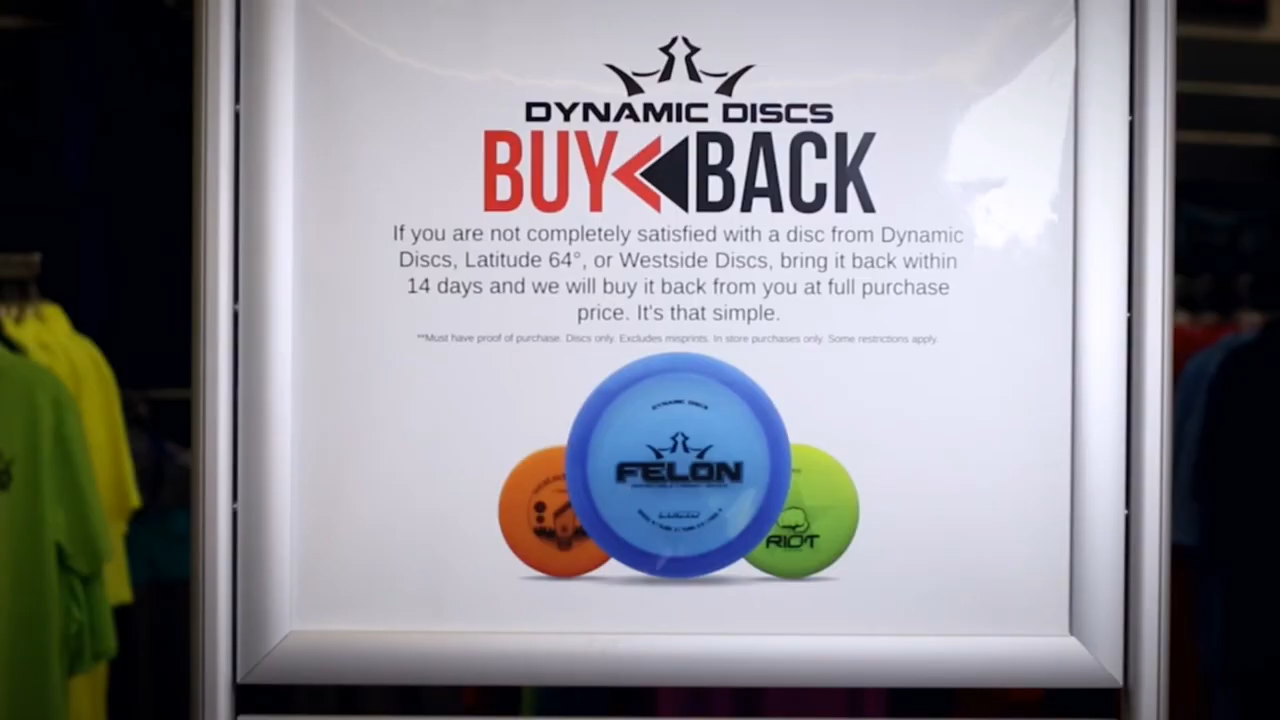 DYNAMIC DISCS
BUY BACK
If you are not completely satisfied with a disc from Dynamic
Discs, Latitude 64°, or Westside Discs, bring it back within
14 days and we will buy it back from you at full purchase
price. It's that simple.
**Must have proof of purchase. Discs only. Excludes misprints. In store purchases only. Some restrictions apply.
DYNAMIC DISCS
FELON
LUCID
RIOT